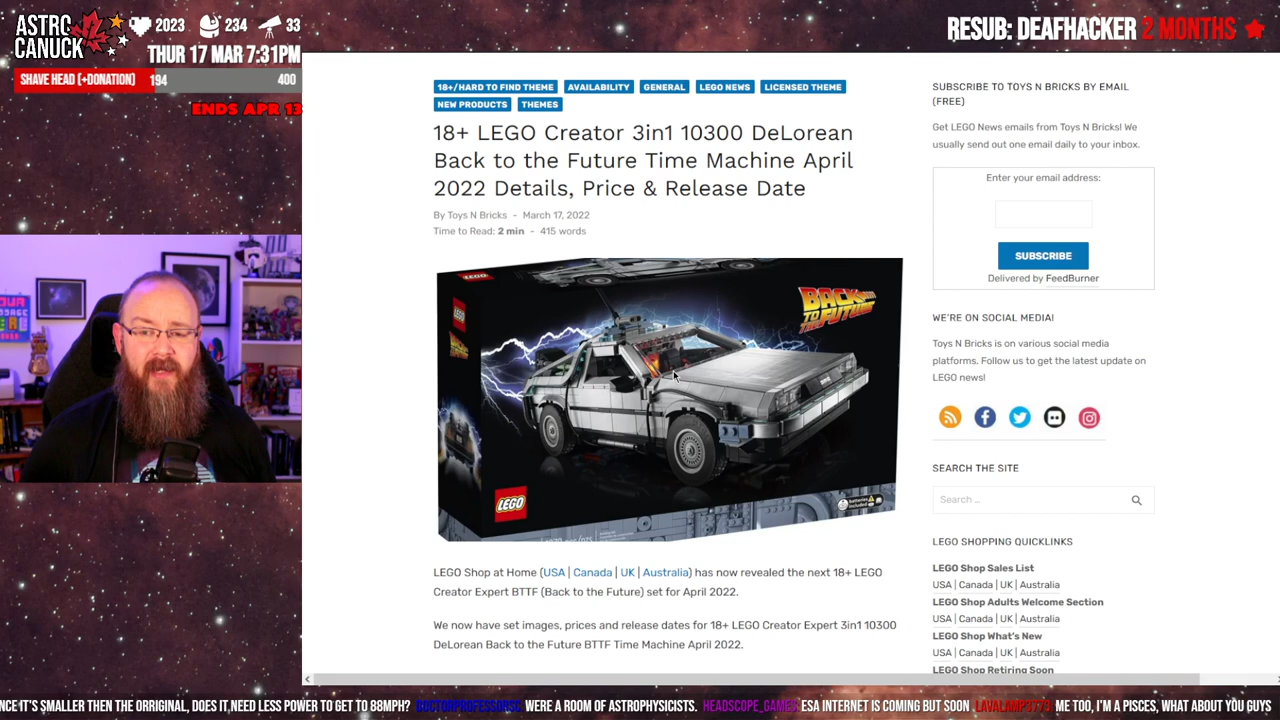 ASTRO
CANUCK
2023
234
33
THUR 17 MAR 7:31PM
SHAVE HEAD (+DONATION)
194
400
ENDS APR 13
RESUB: DEAFHACKER 2 MONTHS
18+/HARD TO FIND THEME
AVAILABILITY
GENERAL
LEGO NEWS
LICENSED THEME
NEW PRODUCTS
THEMES
18+ LEGO Creator 3in1 10300 DeLorean
Back to the Future Time Machine April
2022 Details, Price & Release Date
By Toys N Bricks - March 17, 2022
Time to Read: 2 min - 415 words
LEGO
BACK
TO THE
FUTURE
LEGO
LEGO
LEGO Shop at Home (USA | Canada | UK | Australia) has now revealed the next 18+ LEGO
Creator Expert BTTF (Back to the Future) set for April 2022.
We now have set images, prices and release dates for 18+ LEGO Creator Expert 3in1 10300
DeLorean Back to the Future BTTF Time Machine April 2022.
SUBSCRIBE TO TOYS N BRICKS BY EMAIL
(FREE)
Get LEGO News emails from Toys N Bricks! We
usually send out one email daily to your inbox.
Enter your email address:
SUBSCRIBE
Delivered by FeedBurner
WE'RE ON SOCIAL MEDIA!
Toys N Bricks is on various social media
platforms. Follow us to get the latest update on
LEGO news!
SEARCH THE SITE
Search …
LEGO SHOPPING QUICKLINKS
LEGO Shop Sales List
USA | Canada | UK | Australia
LEGO Shop Adults Welcome Section
USA | Canada | UK | Australia
LEGO Shop What's New
USA | Canada | UK | Australia
LEGO Shop Retiring Soon
NCE IT'S SMALLER THEN THE ORRIGINAL, DOES IT NEED LESS POWER TO GET TO 88MPH? DOCTORPROFESSORSC: WERE A ROOM OF ASTROPHYSICISTS. HEADSCOPE_GAMES: ESA INTERNET IS COMING BUT SOON LAVALAMP3773: ME TOO, I'M A PISCES, WHAT ABOUT YOU GUYS